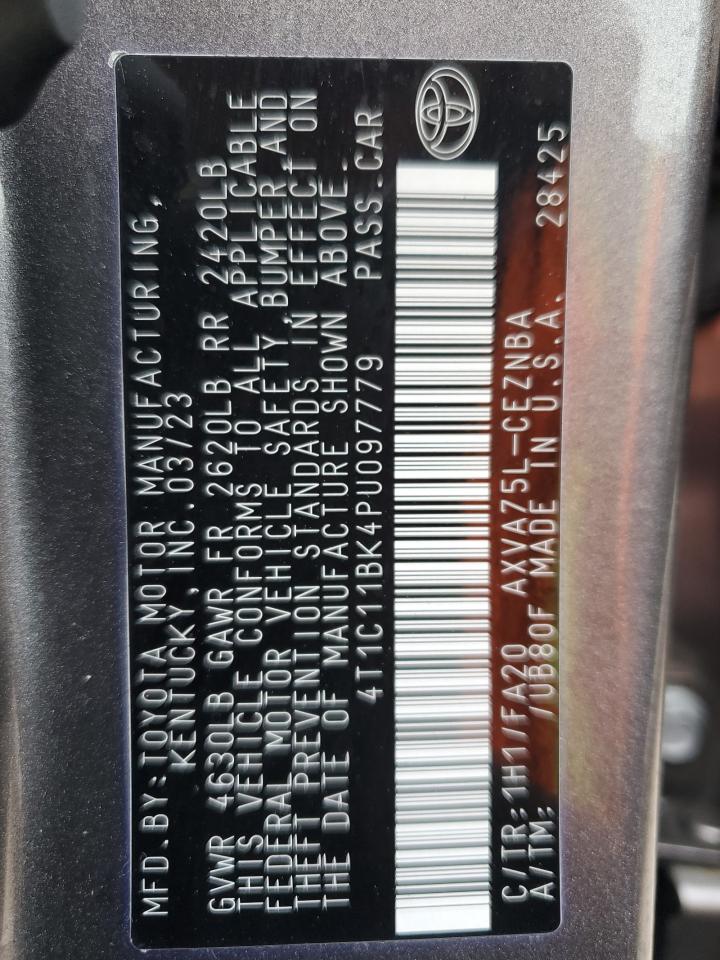 MFD.BY:TOYOTA MOTOR MANUFACTURING,
KENTUCKY, INC.03/23
GVWR 4630LB GAWR FR 2620LB RR 2420LB
THIS VEHICLE CONFORMS TO ALL APPLICABLE
FEDERAL MOTOR VEHICLE SAFETY,BUMPER,AND
THEFT PREVENTION STANDARDS IN EFFECT ON
THE DATE OF MANUFACTURE SHOWN ABOVE.
4T1C11BK4PU097779 PASS.CAR
C/TR:1H1/FA20 AXVA75L-CEZNBA
A/TM: /UB80F MADE IN U.S.A. 28425